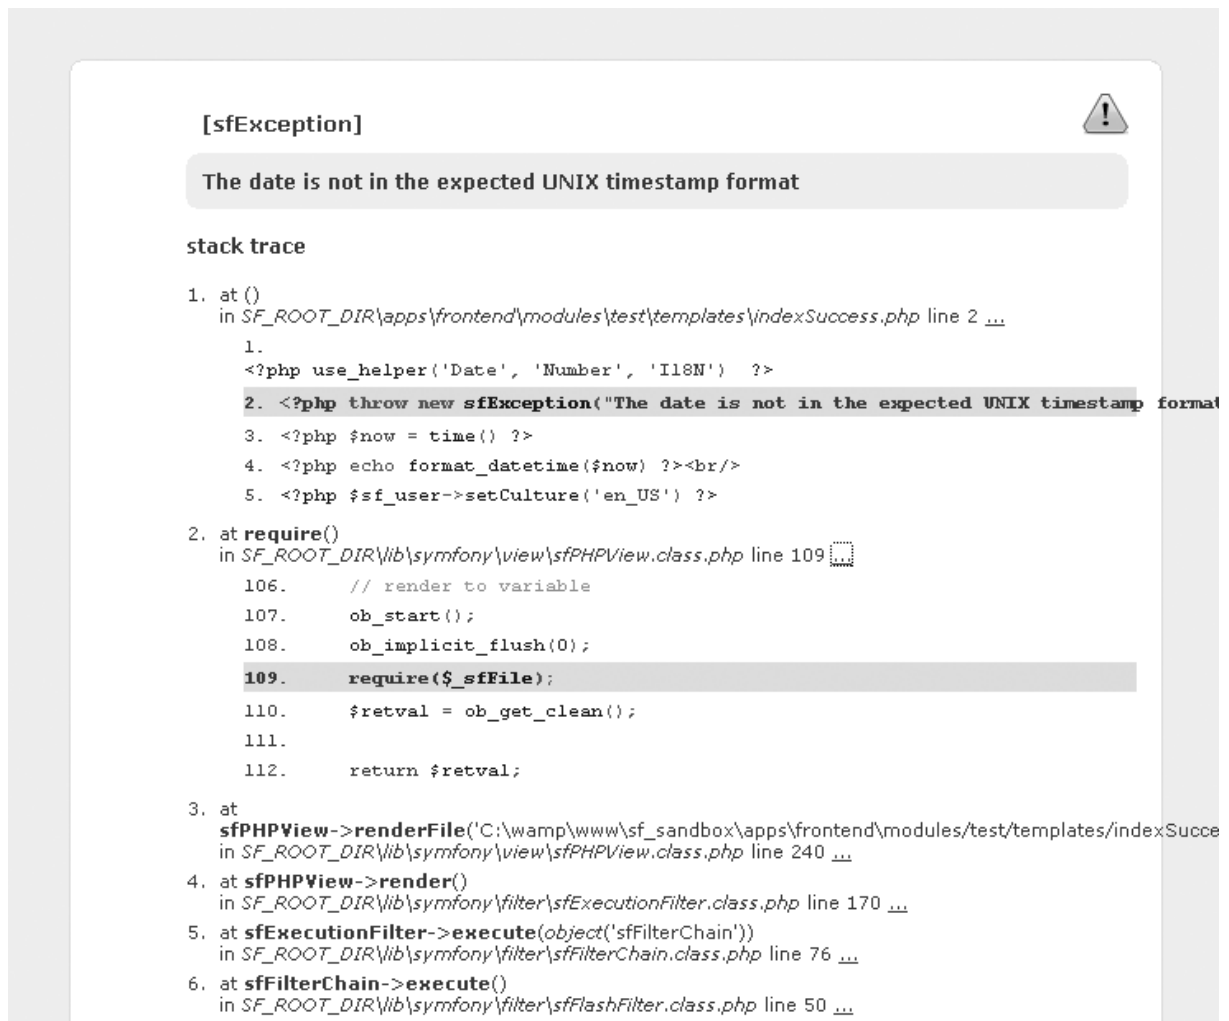 [sfException]
The date is not in the expected UNIX timestamp format
stack trace
1. at ()
in SF_ROOT_DIR\apps\frontend\modules\test\templates\indexSuccess.php line 2 ...
1.
<?php use_helper('Date', 'Number', 'I18N')  ?>
2. <?php throw new sfException("The date is not in the expected UNIX timestamp format
3. <?php $now = time() ?>
4. <?php echo format_datetime($now) ?><br/>
5. <?php $sf_user->setCulture('en_US') ?>
2. at require()
in SF_ROOT_DIR\lib\symfony\view\sfPHPView.class.php line 109 ...
106. // render to variable
107. ob_start();
108. ob_implicit_flush(0);
109. require($_sfFile);
110. $retval = ob_get_clean();
111.
112. return $retval;
3. at
sfPHPView->renderFile('C:\wamp\www\sf_sandbox\apps\frontend\modules/test/templates/indexSucce
in SF_ROOT_DIR\lib\symfony\view\sfPHPView.class.php line 240 ...
4. at sfPHPView->render()
in SF_ROOT_DIR\lib\symfony\filter\sfExecutionFilter.class.php line 170 ...
5. at sfExecutionFilter->execute(object('sfFilterChain'))
in SF_ROOT_DIR\lib\symfony\filter\sfFilterChain.class.php line 76 ...
6. at sfFilterChain->execute()
in SF_ROOT_DIR\lib\symfony\filter\sfFlashFilter.class.php line 50 ...